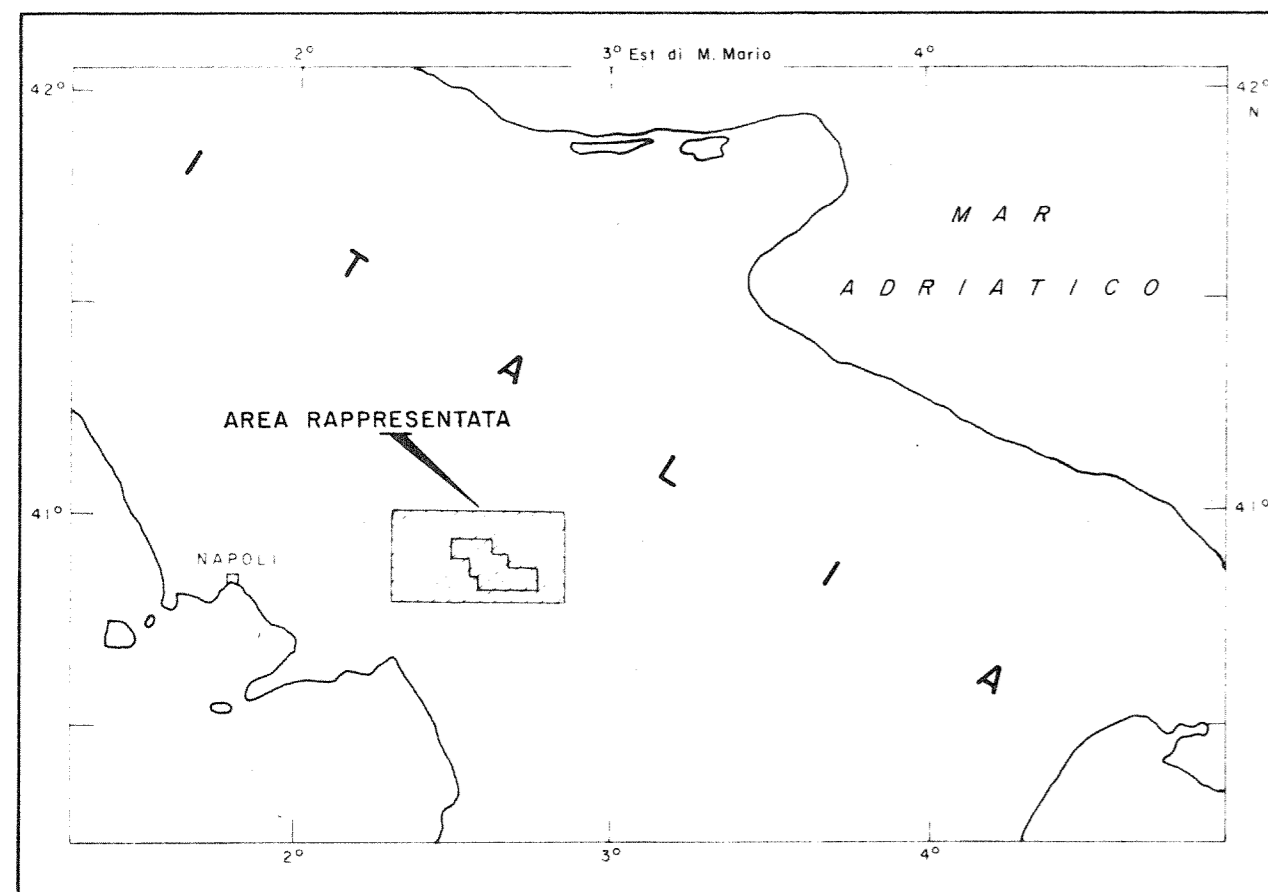 2° 3° Est di M. Mario 4°
42° 42°
N
I T A L I A
MAR
ADRIATICO
AREA RAPPRESENTATA
41° 41°
NAPOLI
2° 3° 4°